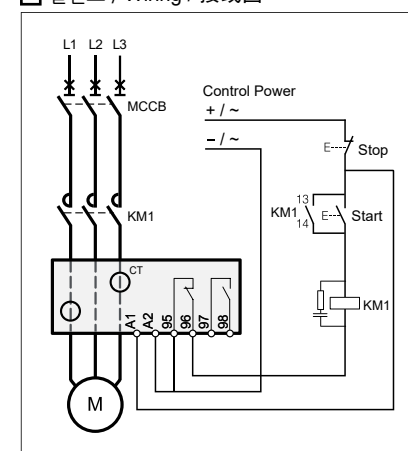 결선도 / Wiring / 接线图
L1 L2 L3
MCCB
Control Power
+ / ~
– / ~
E Stop
13
KM1 E Start
14
KM1
CT
KM1
A1 A2 95 96 97 98
M